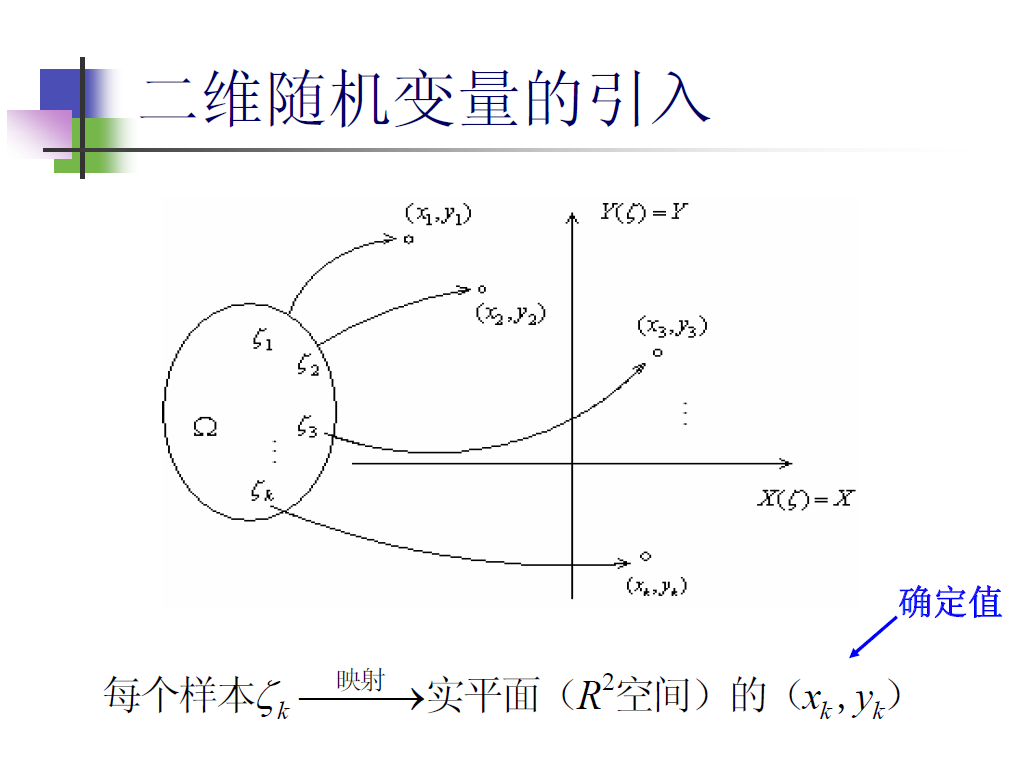 二维随机变量的引入
(x₁,y₁)
Y(ζ)=Y
(x₂,y₂)
(x₃,y₃)
ζ₁
ζ₂
Ω
ζ₃
⋮
⋮
ζₖ
X(ζ)=X
(xₖ,yₖ)
确定值
每个样本ζₖ 映射 → 实平面（R²空间）的（xₖ, yₖ）